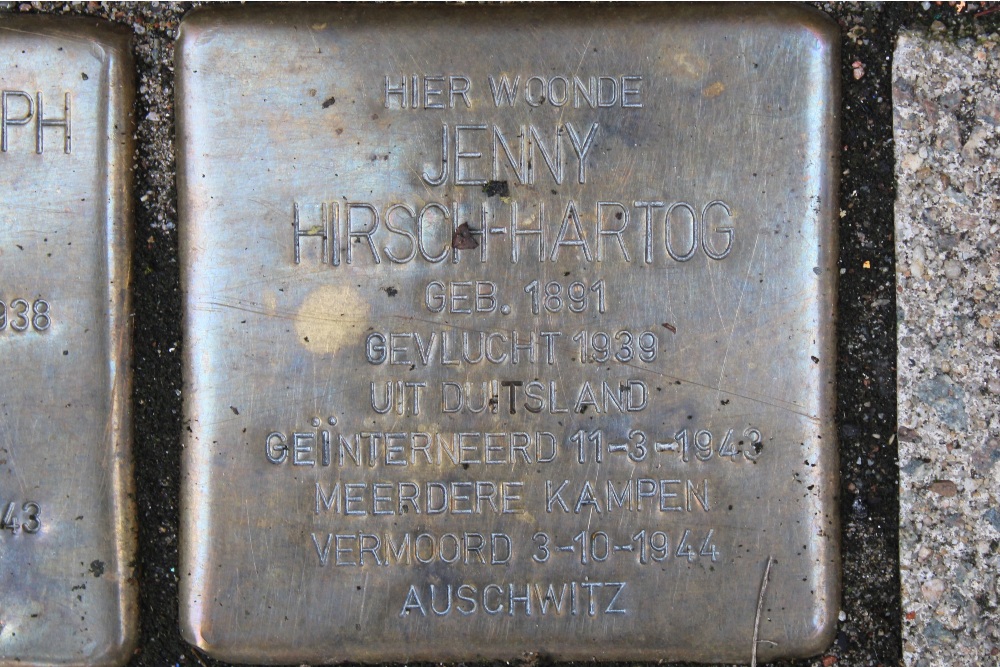 HIER WOONDE
JENNY
HIRSCH-HARTOG
GEB. 1891
GEVLUCHT 1939
UIT DUITSLAND
GEÏNTERNEERD 11-3-1943
MEERDERE KAMPEN
VERMOORD 3-10-1944
AUSCHWITZ